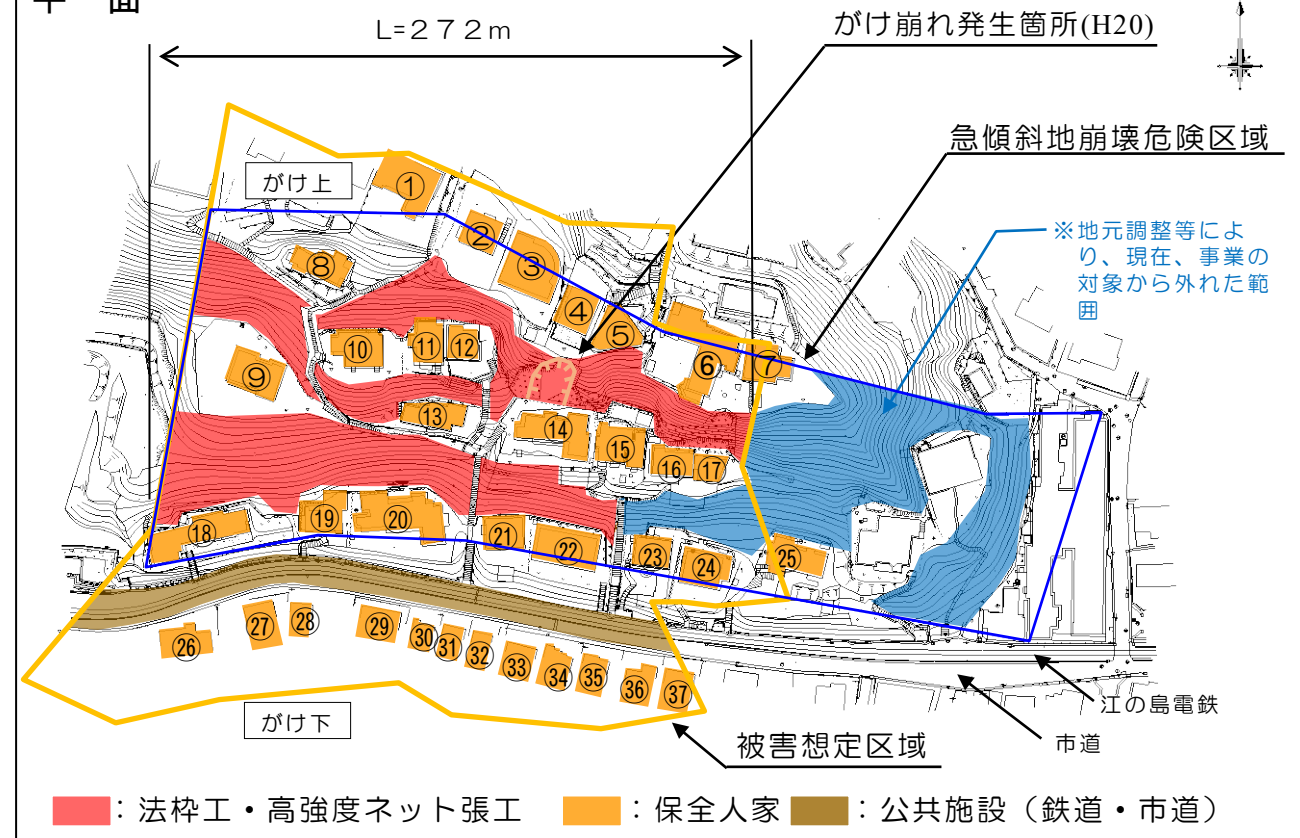 平 面
L=272m
がけ崩れ発生箇所(H20)
急傾斜地崩壊危険区域
がけ上
※地元調整等によ
り、現在、事業の
対象から外れた範
囲
①
②
③
④
⑤
⑥
⑦
⑧
⑨
⑩
⑪
⑫
⑬
⑭
⑮
⑯
⑰
⑱
⑲
⑳
㉑
㉒
㉓
㉔
㉕
㉖
㉗
㉘
㉙
㉚
㉛
㉜
㉝
㉞
㉟
㊱
㊲
江の島電鉄
市道
がけ下
被害想定区域
:法枠工・高強度ネット張工 :保全人家 :公共施設(鉄道・市道)